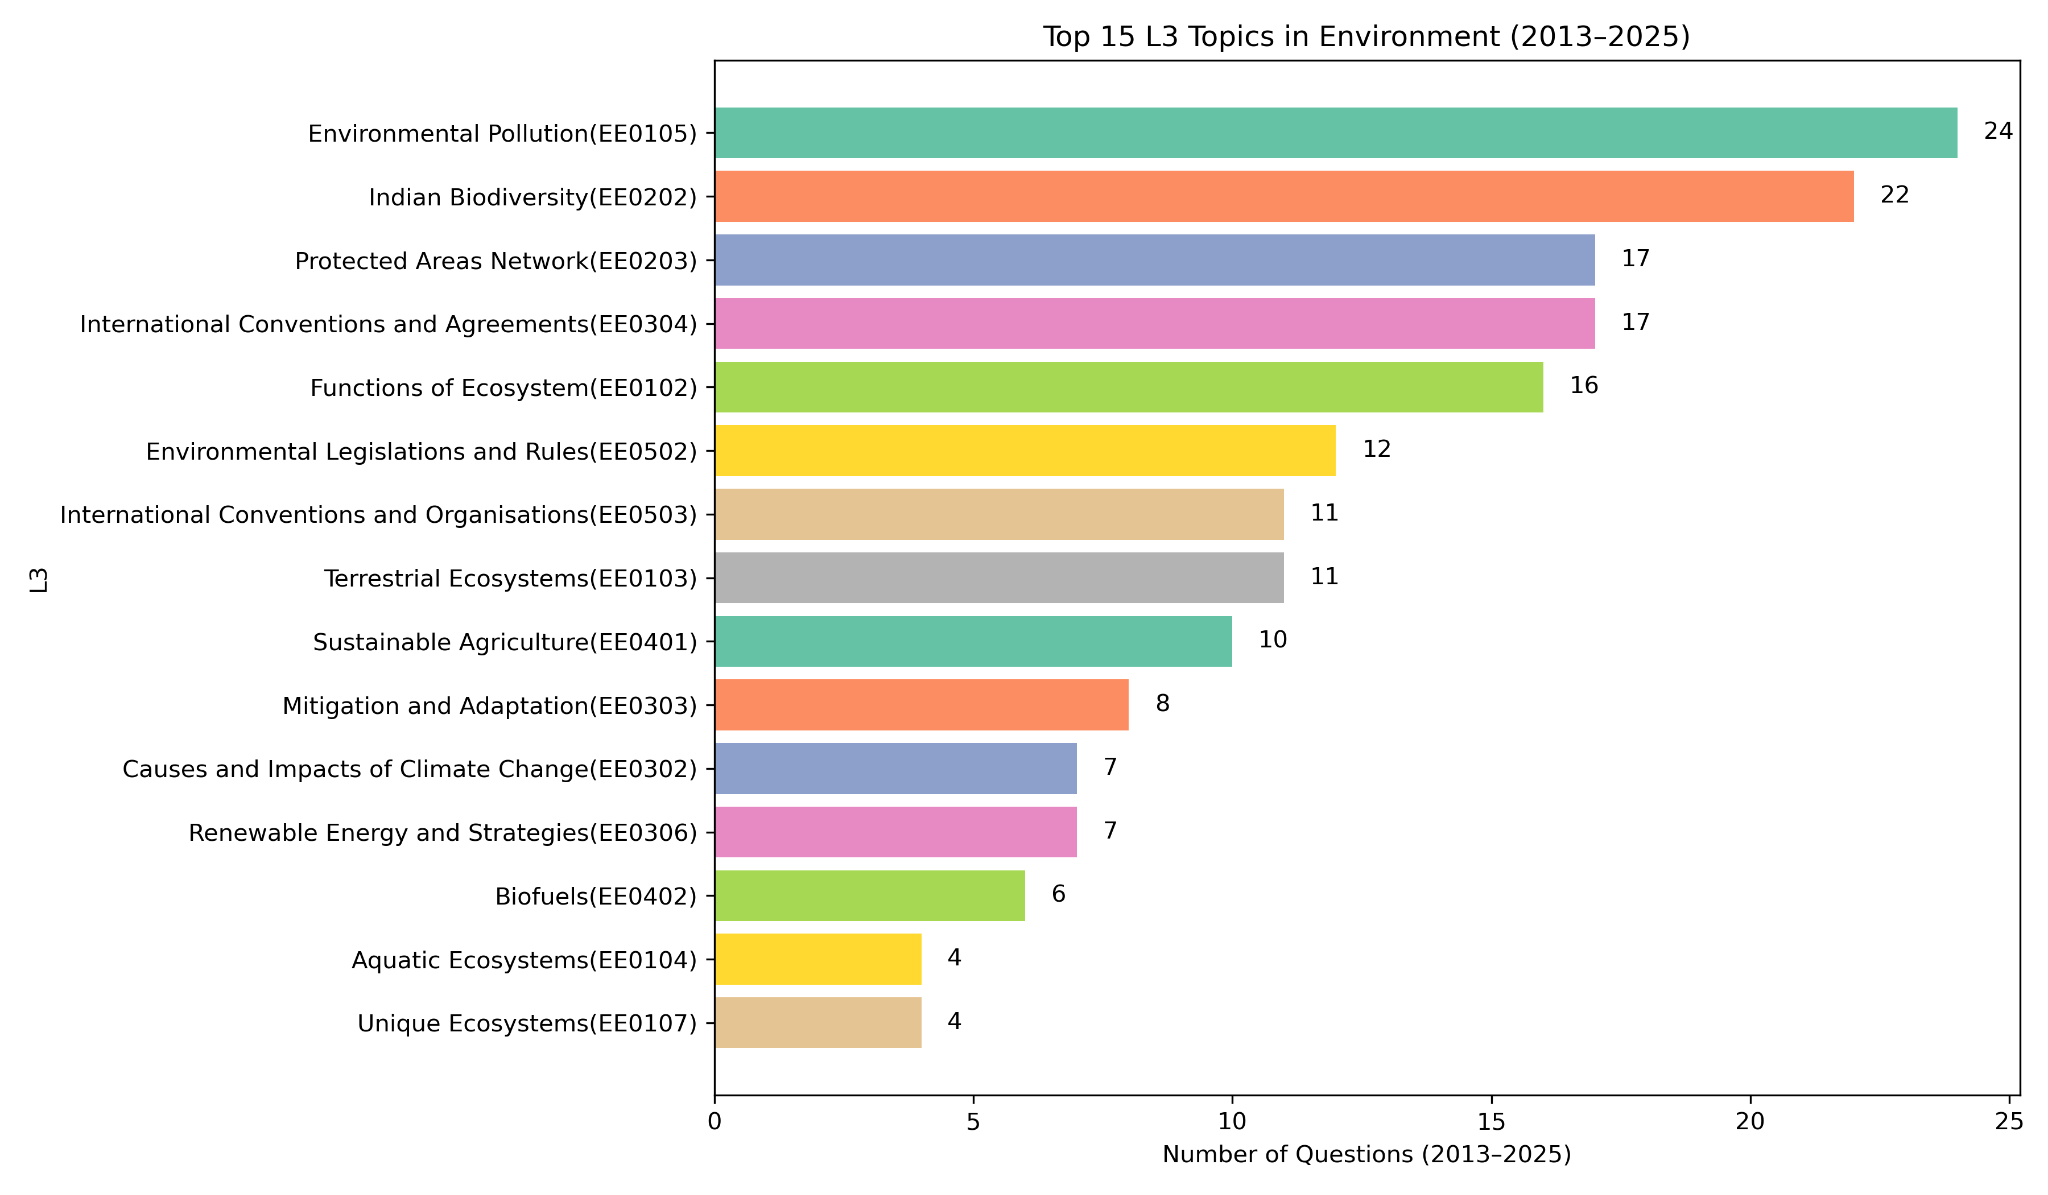 Top 15 L3 Topics in Environment (2013–2025)
Environmental Pollution(EE0105) 24
Indian Biodiversity(EE0202) 22
Protected Areas Network(EE0203) 17
International Conventions and Agreements(EE0304) 17
Functions of Ecosystem(EE0102) 16
Environmental Legislations and Rules(EE0502) 12
International Conventions and Organisations(EE0503) 11
Terrestrial Ecosystems(EE0103) 11
Sustainable Agriculture(EE0401) 10
Mitigation and Adaptation(EE0303) 8
Causes and Impacts of Climate Change(EE0302) 7
Renewable Energy and Strategies(EE0306) 7
Biofuels(EE0402) 6
Aquatic Ecosystems(EE0104) 4
Unique Ecosystems(EE0107) 4
L3
0 5 10 15 20 25
Number of Questions (2013–2025)